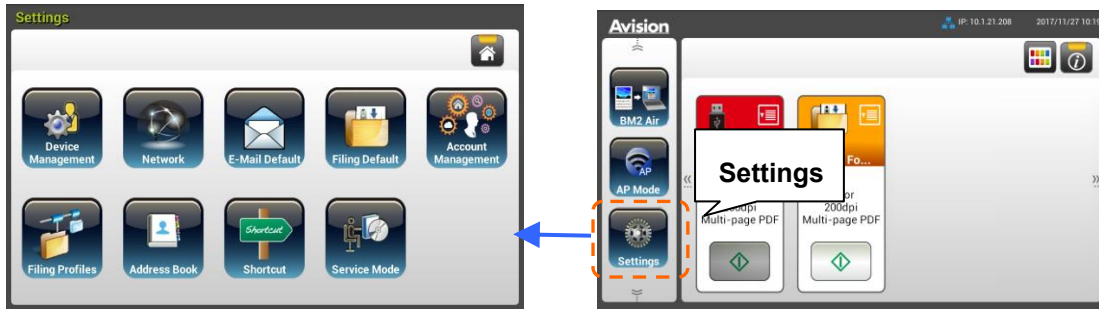 Settings
Device
Management
Network
E-Mail Default
Filing Default
Account
Management
Filing Profiles
Address Book
Shortcut
Shortcut
Service Mode
Avision
IP: 10.1.21.208 2017/11/27 10:19
BM2 Air
AP
AP Mode
Settings
Settings
Fo...
200dpi
Multi-page PDF
Multi-page PDF